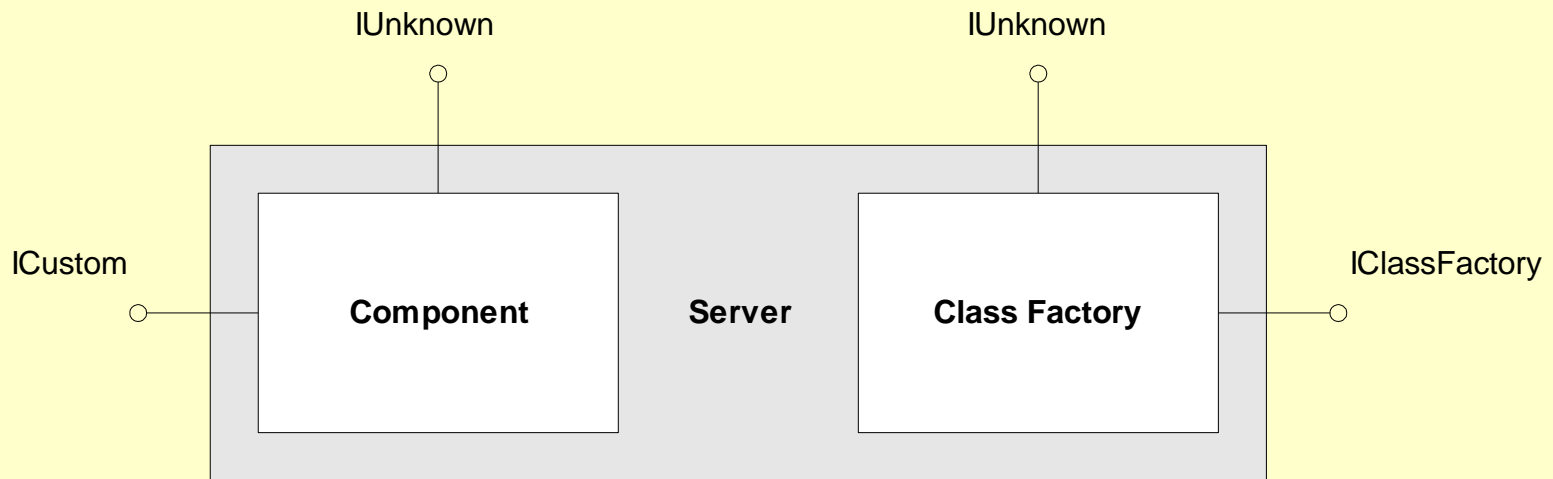 IUnknown IUnknown
ICustom IClassFactory
Component Server Class Factory